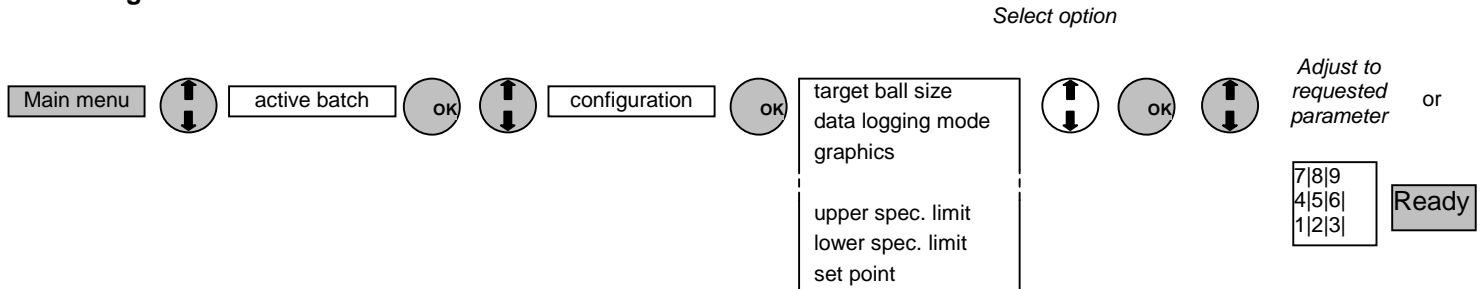 Select option
Main menu
active batch
OK
configuration
OK
target ball size
data logging mode
graphics
upper spec. limit
lower spec. limit
set point
OK
Adjust to
requested
parameter
or
7|8|9
4|5|6|
1|2|3|
Ready